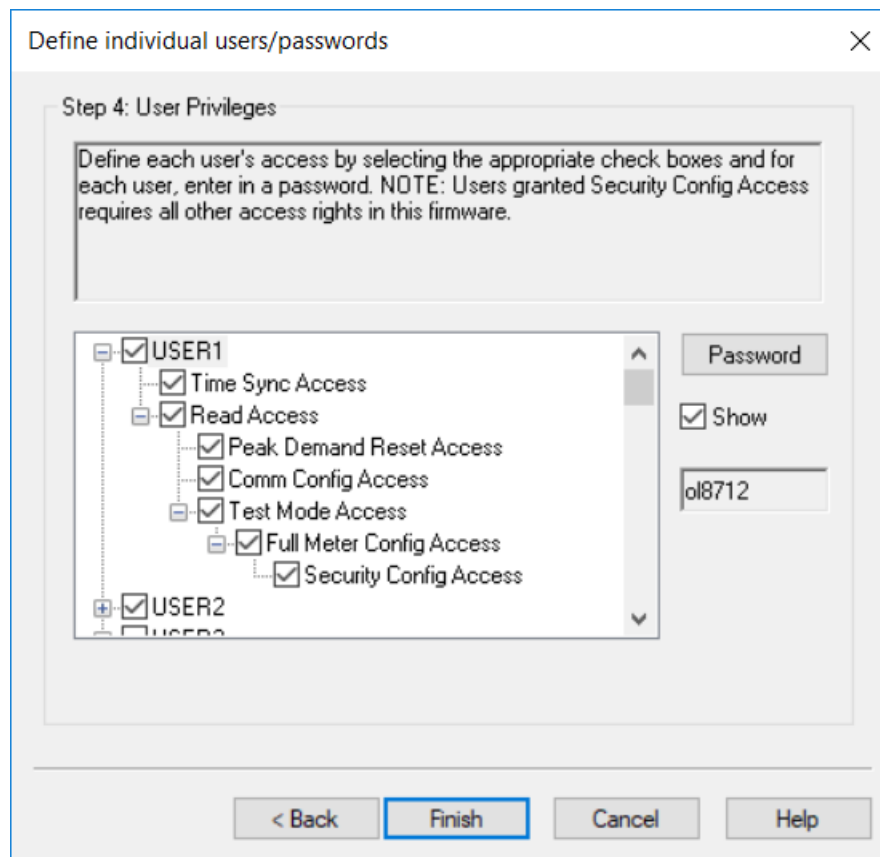 Define individual users/passwords
Step 4: User Privileges
Define each user's access by selecting the appropriate check boxes and for
each user, enter in a password. NOTE: Users granted Security Config Access
requires all other access rights in this firmware.
USER1
Password
Time Sync Access
Read Access
Show
Peak Demand Reset Access
Comm Config Access
ol8712
Test Mode Access
Full Meter Config Access
Security Config Access
USER2
< Back
Finish
Cancel
Help